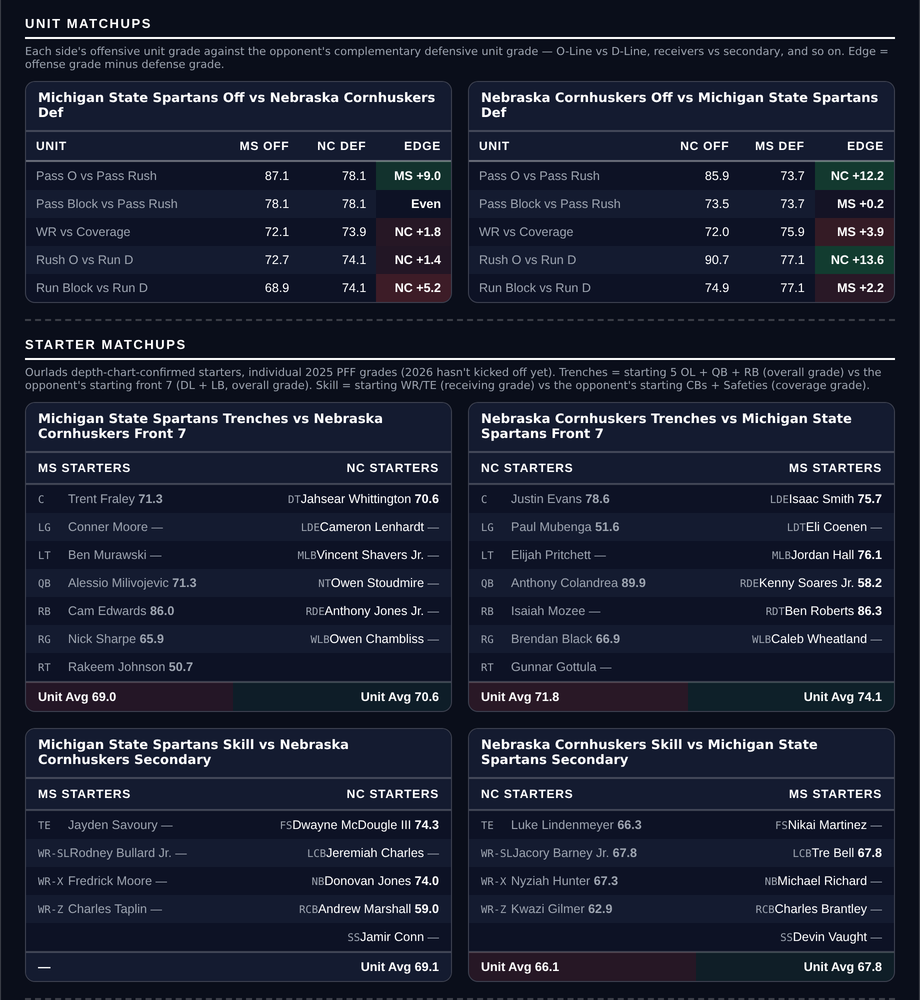 UNIT MATCHUPS
Each side's offensive unit grade against the opponent's complementary defensive unit grade — O-Line vs D-Line, receivers vs secondary, and so on. Edge =
offense grade minus defense grade.
Michigan State Spartans Off vs Nebraska Cornhuskers
Def
UNIT MS OFF NC DEF EDGE
Pass O vs Pass Rush 87.1 78.1 MS +9.0
Pass Block vs Pass Rush 78.1 78.1 Even
WR vs Coverage 72.1 73.9 NC +1.8
Rush O vs Run D 72.7 74.1 NC +1.4
Run Block vs Run D 68.9 74.1 NC +5.2
Nebraska Cornhuskers Off vs Michigan State Spartans
Def
UNIT NC OFF MS DEF EDGE
Pass O vs Pass Rush 85.9 73.7 NC +12.2
Pass Block vs Pass Rush 73.5 73.7 MS +0.2
WR vs Coverage 72.0 75.9 MS +3.9
Rush O vs Run D 90.7 77.1 NC +13.6
Run Block vs Run D 74.9 77.1 MS +2.2
STARTER MATCHUPS
Ourlads depth-chart-confirmed starters, individual 2025 PFF grades (2026 hasn't kicked off yet). Trenches = starting 5 OL + QB + RB (overall grade) vs the
opponent's starting front 7 (DL + LB, overall grade). Skill = starting WR/TE (receiving grade) vs the opponent's starting CBs + Safeties (coverage grade).
Michigan State Spartans Trenches vs Nebraska
Cornhuskers Front 7
MS STARTERS NC STARTERS
C Trent Fraley 71.3 DTJahsear Whittington 70.6
LG Conner Moore — LDECameron Lenhardt —
LT Ben Murawski — MLBVincent Shavers Jr. —
QB Alessio Milivojevic 71.3 NTOwen Stoudmire —
RB Cam Edwards 86.0 RDEAnthony Jones Jr. —
RG Nick Sharpe 65.9 WLBOwen Chambliss —
RT Rakeem Johnson 50.7
Unit Avg 69.0 Unit Avg 70.6
Nebraska Cornhuskers Trenches vs Michigan State
Spartans Front 7
NC STARTERS MS STARTERS
C Justin Evans 78.6 LDEIsaac Smith 75.7
LG Paul Mubenga 51.6 LDTEli Coenen —
LT Elijah Pritchett — MLBJordan Hall 76.1
QB Anthony Colandrea 89.9 RDEKenny Soares Jr. 58.2
RB Isaiah Mozee — RDTBen Roberts 86.3
RG Brendan Black 66.9 WLBCaleb Wheatland —
RT Gunnar Gottula —
Unit Avg 71.8 Unit Avg 74.1
Michigan State Spartans Skill vs Nebraska
Cornhuskers Secondary
MS STARTERS NC STARTERS
TE Jayden Savoury — FSDwayne McDougle III 74.3
WR-SLRodney Bullard Jr. — LCBJeremiah Charles —
WR-X Fredrick Moore — NBDonovan Jones 74.0
WR-Z Charles Taplin — RCBAndrew Marshall 59.0
SSJamir Conn —
— Unit Avg 69.1
Nebraska Cornhuskers Skill vs Michigan State
Spartans Secondary
NC STARTERS MS STARTERS
TE Luke Lindenmeyer 66.3 FSNikai Martinez —
WR-SLJacory Barney Jr. 67.8 LCBTre Bell 67.8
WR-X Nyziah Hunter 67.3 NBMichael Richard —
WR-Z Kwazi Gilmer 62.9 RCBCharles Brantley —
SSDevin Vaught —
Unit Avg 66.1 Unit Avg 67.8